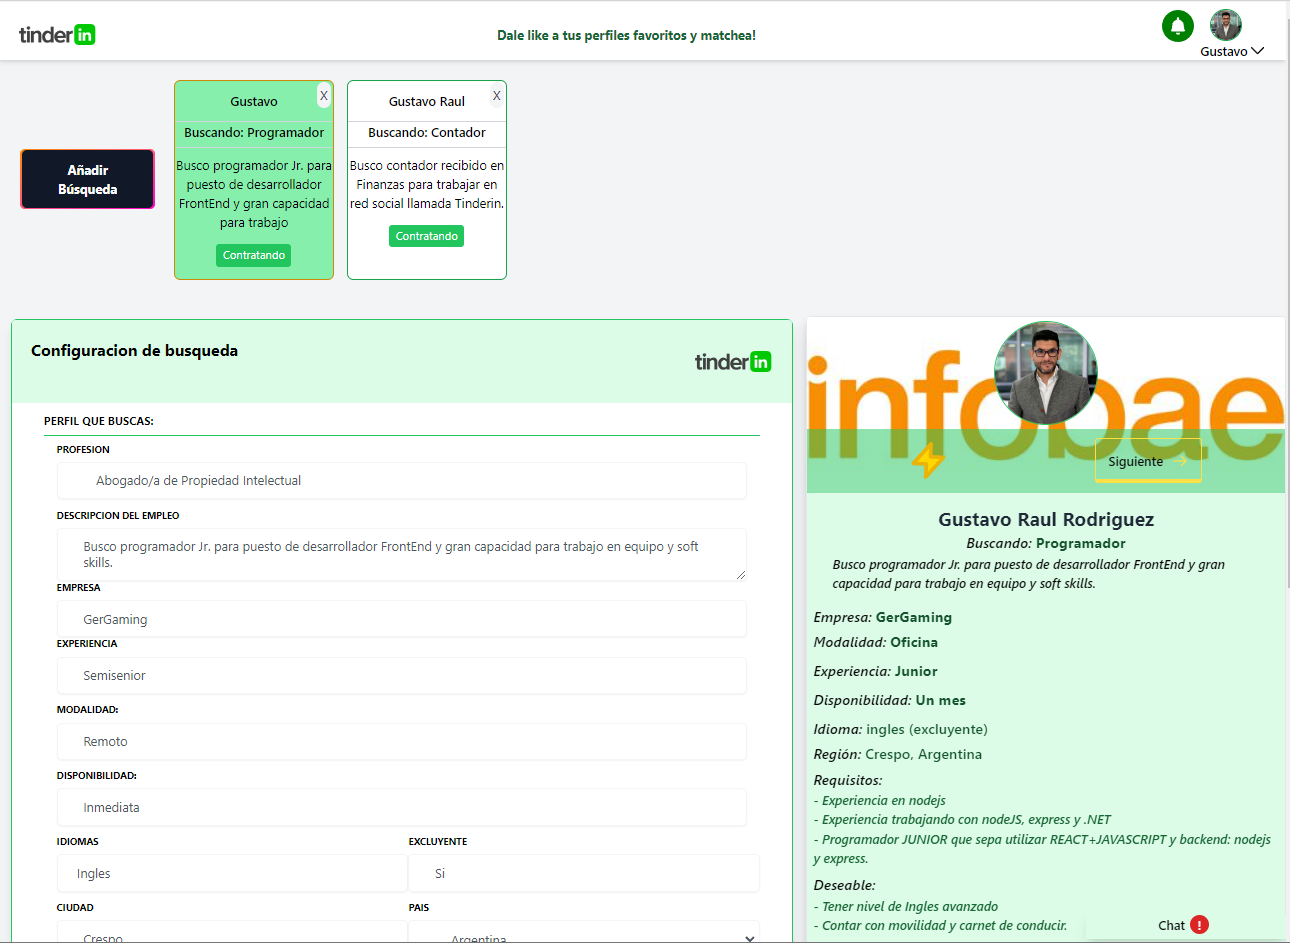 tinder in
Dale like a tus perfiles favoritos y matchea!
Gustavo
Añadir
Búsqueda
Gustavo
X
Buscando: Programador
Busco programador Jr. para
puesto de desarrollador
FrontEnd y gran capacidad
para trabajo
Contratando
Gustavo Raul
X
Buscando: Contador
Busco contador recibido en
Finanzas para trabajar en
red social llamada Tinderin.
Contratando
Configuracion de busqueda
tinder in
PERFIL QUE BUSCAS:
PROFESION
Abogado/a de Propiedad Intelectual
DESCRIPCION DEL EMPLEO
Busco programador Jr. para puesto de desarrollador FrontEnd y gran capacidad para trabajo en equipo y soft
skills.
EMPRESA
GerGaming
EXPERIENCIA
Semisenior
MODALIDAD:
Remoto
DISPONIBILIDAD:
Inmediata
IDIOMAS EXCLUYENTE
Ingles Si
CIUDAD PAIS
Crespo Argentina
infobae
Siguiente
Gustavo Raul Rodriguez
Buscando: Programador
Busco programador Jr. para puesto de desarrollador FrontEnd y gran
capacidad para trabajo en equipo y soft skills.
Empresa: GerGaming
Modalidad: Oficina
Experiencia: Junior
Disponibilidad: Un mes
Idioma: ingles (excluyente)
Región: Crespo, Argentina
Requisitos:
- Experiencia en nodejs
- Experiencia trabajando con nodeJS, express y .NET
- Programador JUNIOR que sepa utilizar REACT+JAVASCRIPT y backend: nodejs
y express.
Deseable:
- Tener nivel de Ingles avanzado
- Contar con movilidad y carnet de conducir.
Chat !